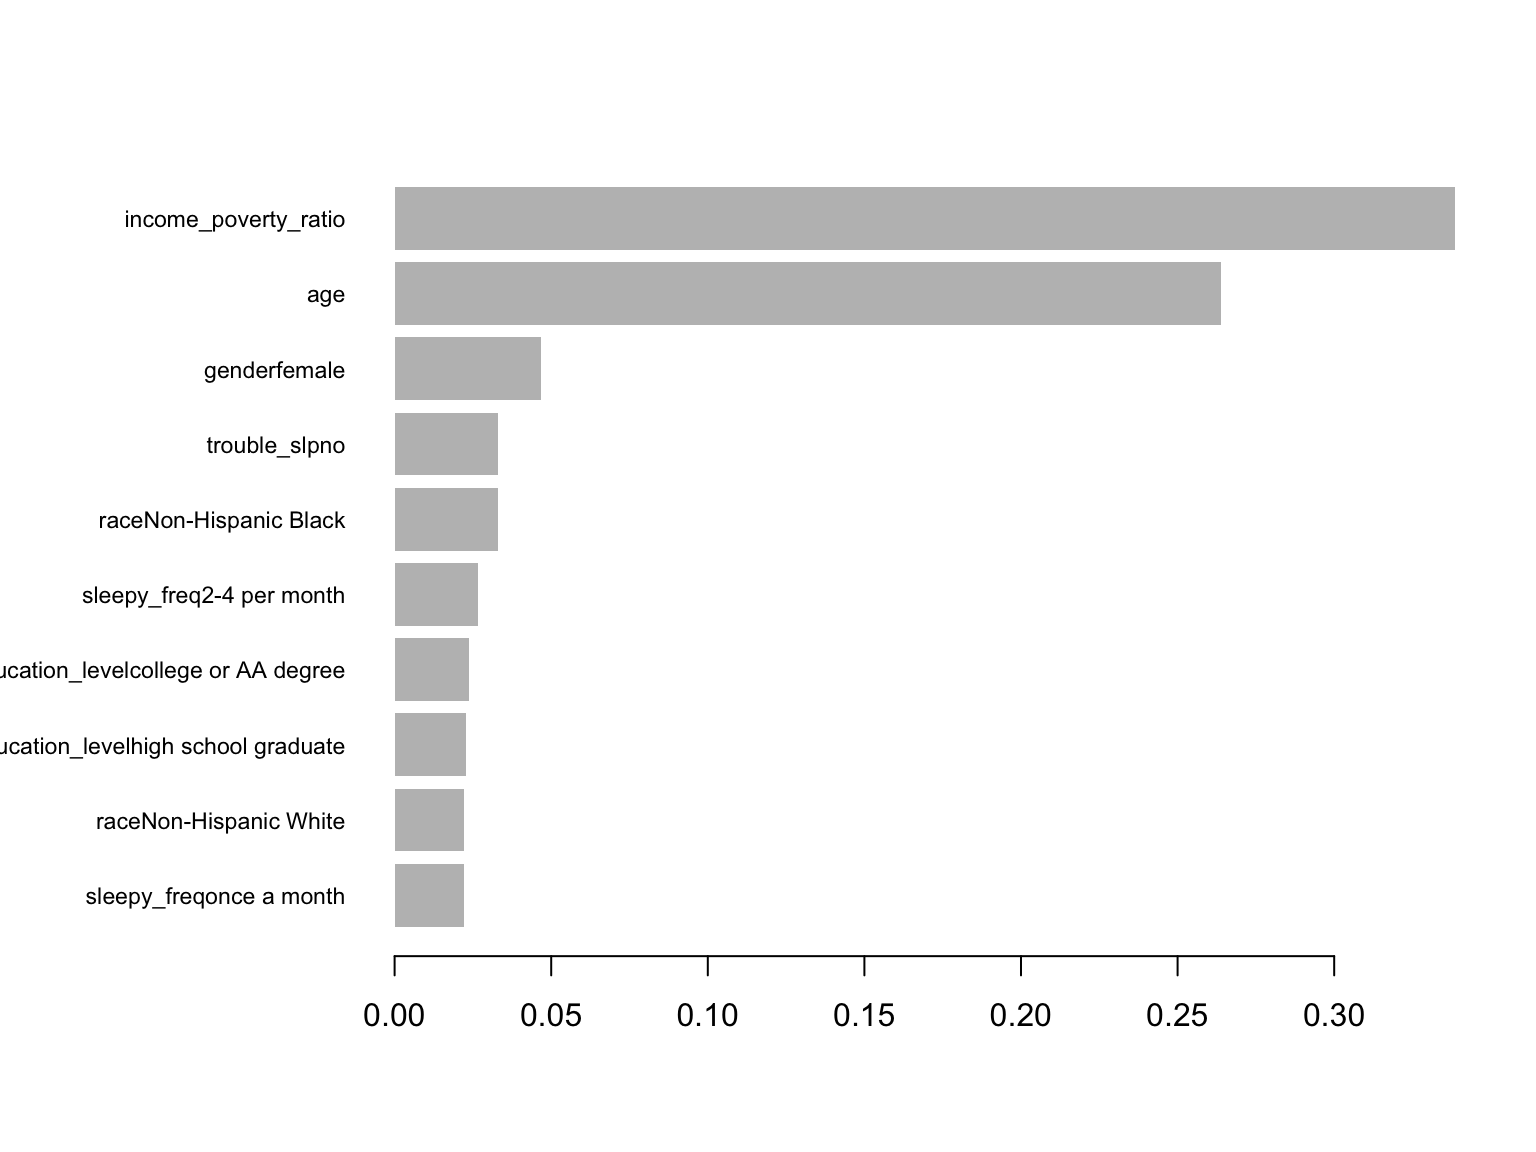 income_poverty_ratio
age
genderfemale
trouble_slpno
raceNon-Hispanic Black
sleepy_freq2-4 per month
ucation_levelcollege or AA degree
ucation_levelhigh school graduate
raceNon-Hispanic White
sleepy_freqonce a month
0.00 0.05 0.10 0.15 0.20 0.25 0.30